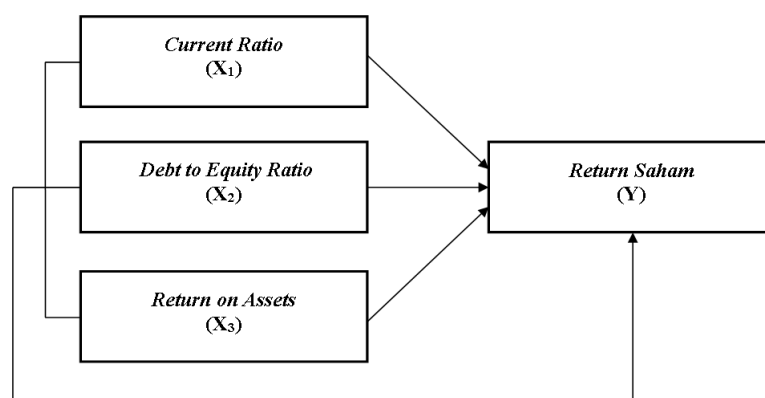 Current Ratio
(X₁)
Debt to Equity Ratio
(X₂)
Return on Assets
(X₃)
Return Saham
(Y)